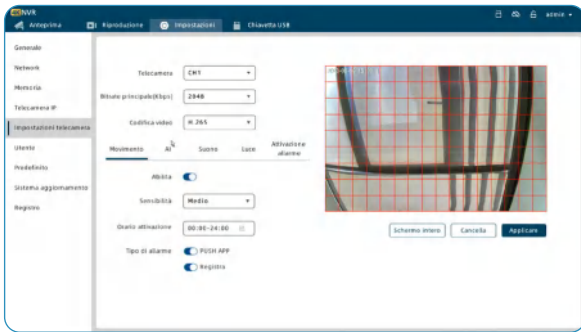 4K NVR
admin
Anteprima
Riproduzione
Impostazioni
Chiavetta USB
Generale
Network
Memoria
Telecamera IP
Impostazioni telecamera
Utente
Predefinito
Sistema aggiornamento
Registro
Telecamera CH1
Bitrate principale(Kbps) 2048
Codifica video H.265
Movimento AI Suono Luce Attivazione allarme
Abilita
Sensibilità Medio
Orario attivazione 00:00-24:00
Tipo di allarme PUSH APP
Registro
Schermo intero Cancella Applicare